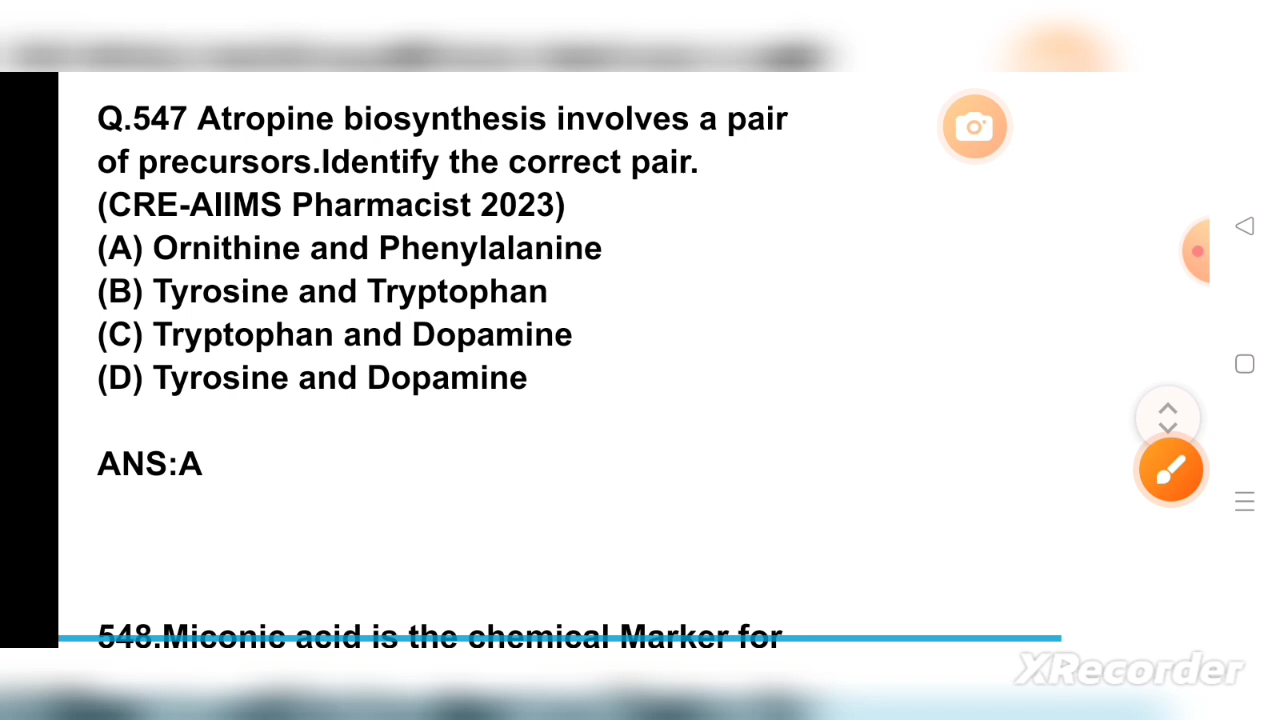 Q.547 Atropine biosynthesis involves a pair
of precursors.Identify the correct pair.
(CRE-AIIMS Pharmacist 2023)
(A) Ornithine and Phenylalanine
(B) Tyrosine and Tryptophan
(C) Tryptophan and Dopamine
(D) Tyrosine and Dopamine
ANS:A
548.Miconic acid is the chemical Marker for
XRecorder